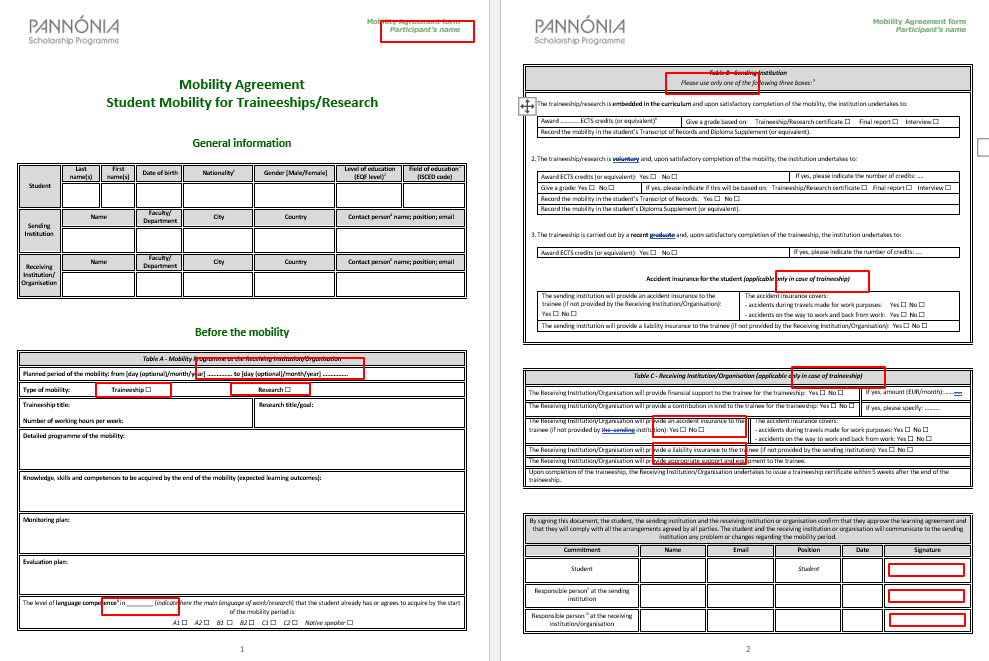 PANNÓNIA
Scholarship Programme
Mobility Agreement form
Participant's name
Mobility Agreement
Student Mobility for Traineeships/Research
General information
Student
Last name(s)
First name(s)
Date of birth
Nationality
Gender [Male/Female]
Level of education (EQF level)
Field of education (ISCED code)
Sending Institution
Name
Faculty/ Department
City
Country
Contact person name; position; email
Receiving Institution/ Organisation
Name
Faculty/ Department
City
Country
Contact person name; position; email
Before the mobility
Table A - Mobility Programme at the Receiving Institution/Organisation
Planned period of the mobility: from [day (optional)/month/year] ............... to [day (optional)/month/year] ...............
Type of mobility:
Traineeship ☐
Research ☐
Traineeship title:
Research title/goal:
Number of working hours per week:
Detailed programme of the mobility:
Knowledge, skills and competences to be acquired by the end of the mobility (expected learning outcomes):
Monitoring plan:
Evaluation plan:
The level of language competence in ________ [indicate here the main language of work/research] that the student already has or agrees to acquire by the start
of the mobility period is:
A1 ☐ A2 ☐ B1 ☐ B2 ☐ C1 ☐ C2 ☐ Native speaker ☐
1
PANNÓNIA
Scholarship Programme
Mobility Agreement form
Participant's name
Table B - Sending Institution
Please use only one of the following three boxes:
The traineeship/research is embedded in the curriculum and upon satisfactory completion of the mobility, the institution undertakes to:
Award ............ ECTS credits (or equivalent)
Give a grade based on: Traineeship/Research certificate ☐ Final report ☐ Interview ☐
Record the mobility in the student's Transcript of Records and Diploma Supplement (or equivalent).
2. The traineeship/research is voluntary and, upon satisfactory completion of the mobility, the institution undertakes to:
Award ECTS credits (or equivalent): Yes ☐ No ☐
If yes, please indicate the number of credits: ....
Give a grade: Yes ☐ No ☐
If yes, please indicate if this will be based on: Traineeship/Research certificate ☐ Final report ☐ Interview ☐
Record the mobility in the student's Transcript of Records: Yes ☐ No ☐
Record the mobility in the student's Diploma Supplement (or equivalent).
3. The traineeship is carried out by a recent graduate and, upon satisfactory completion of the traineeship, the institution undertakes to:
Award ECTS credits (or equivalent): Yes ☐ No ☐
If yes, please indicate the number of credits: ....
Accident insurance for the student (applicable only in case of traineeship)
The sending institution will provide an accident insurance to the
trainee (if not provided by the Receiving Institution/Organisation):
Yes ☐ No ☐
The accident insurance covers:
- accidents during travels made for work purposes: Yes ☐ No ☐
- accidents on the way to work and back from work: Yes ☐ No ☐
The sending institution will provide a liability insurance to the trainee (if not provided by the Receiving Institution/Organisation): Yes ☐ No ☐
Table C - Receiving Institution/Organisation (applicable only in case of traineeship)
The Receiving Institution/Organisation will provide financial support to the trainee for the traineeship: Yes ☐ No ☐
If yes, amount (EUR/month): .........
The Receiving Institution/Organisation will provide a contribution in kind to the trainee for the traineeship: Yes ☐ No ☐
If yes, please specify: .........
The Receiving Institution/Organisation will provide an accident insurance to the
trainee (if not provided by the sending institution): Yes ☐ No ☐
The accident insurance covers:
- accidents during travels made for work purposes: Yes ☐ No ☐
- accidents on the way to work and back from work: Yes ☐ No ☐
The Receiving Institution/Organisation will provide a liability insurance to the trainee (if not provided by the sending institution): Yes ☐ No ☐
The Receiving Institution/Organisation will provide appropriate support and equipment to the trainee.
Upon completion of the traineeship, the Receiving Institution/Organisation undertakes to issue a traineeship certificate within 5 weeks after the end of the
traineeship.
By signing this document, the student, the sending institution and the receiving institution or organisation confirm that they approve the learning agreement and
that they will comply with all the arrangements agreed by all parties. The student and the receiving institution or organisation will communicate to the sending
institution any problem or changes regarding the mobility period.
Commitment
Name
Email
Position
Date
Signature
Student
Student
Responsible person at the sending
institution
Responsible person at the receiving
institution/organisation
2